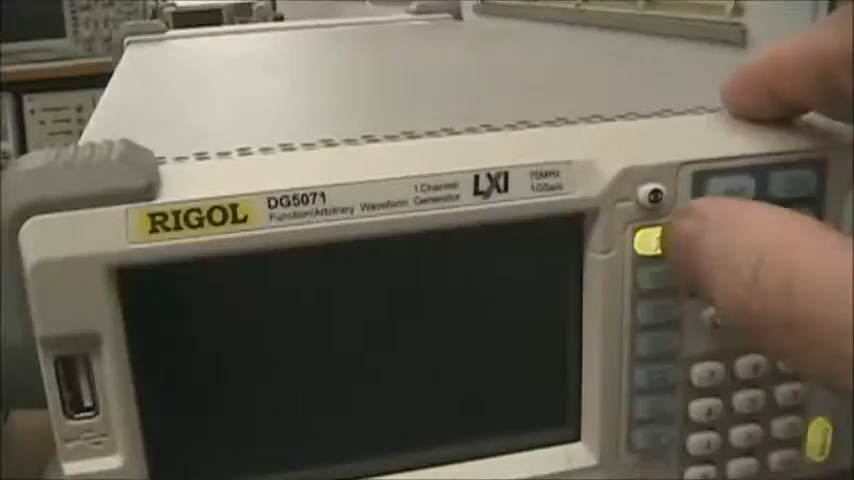 RIGOL
DG5071
Function/Arbitrary Waveform Generator
1 Channel
LXI
70MHz
1GSa/s